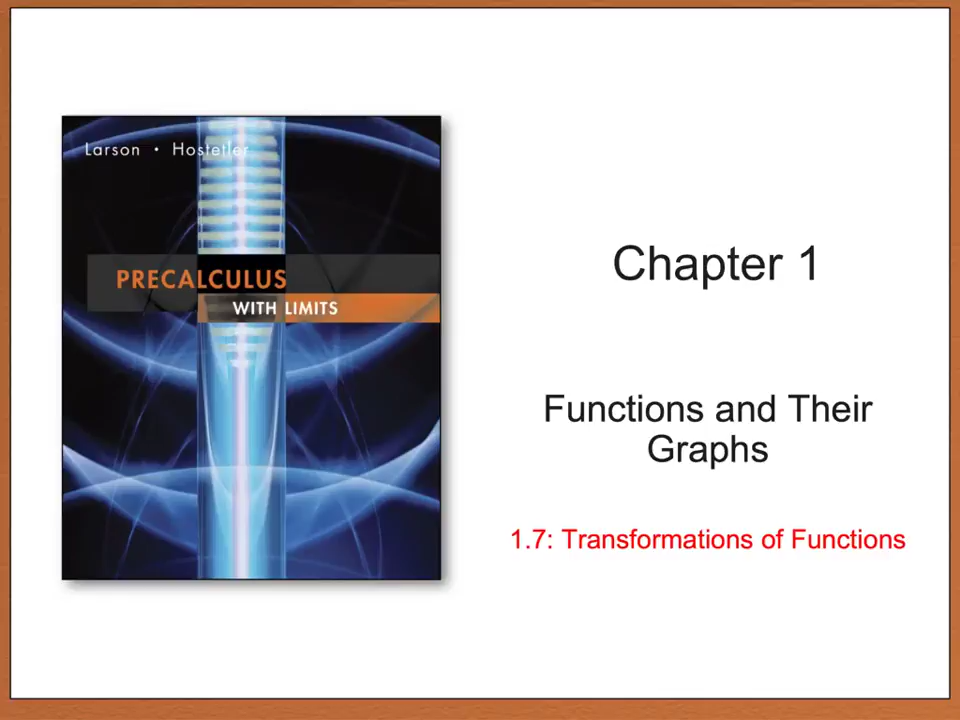 Larson • Hostetler
PRECALCULUS
WITH LIMITS
Chapter 1
Functions and Their
Graphs
1.7: Transformations of Functions